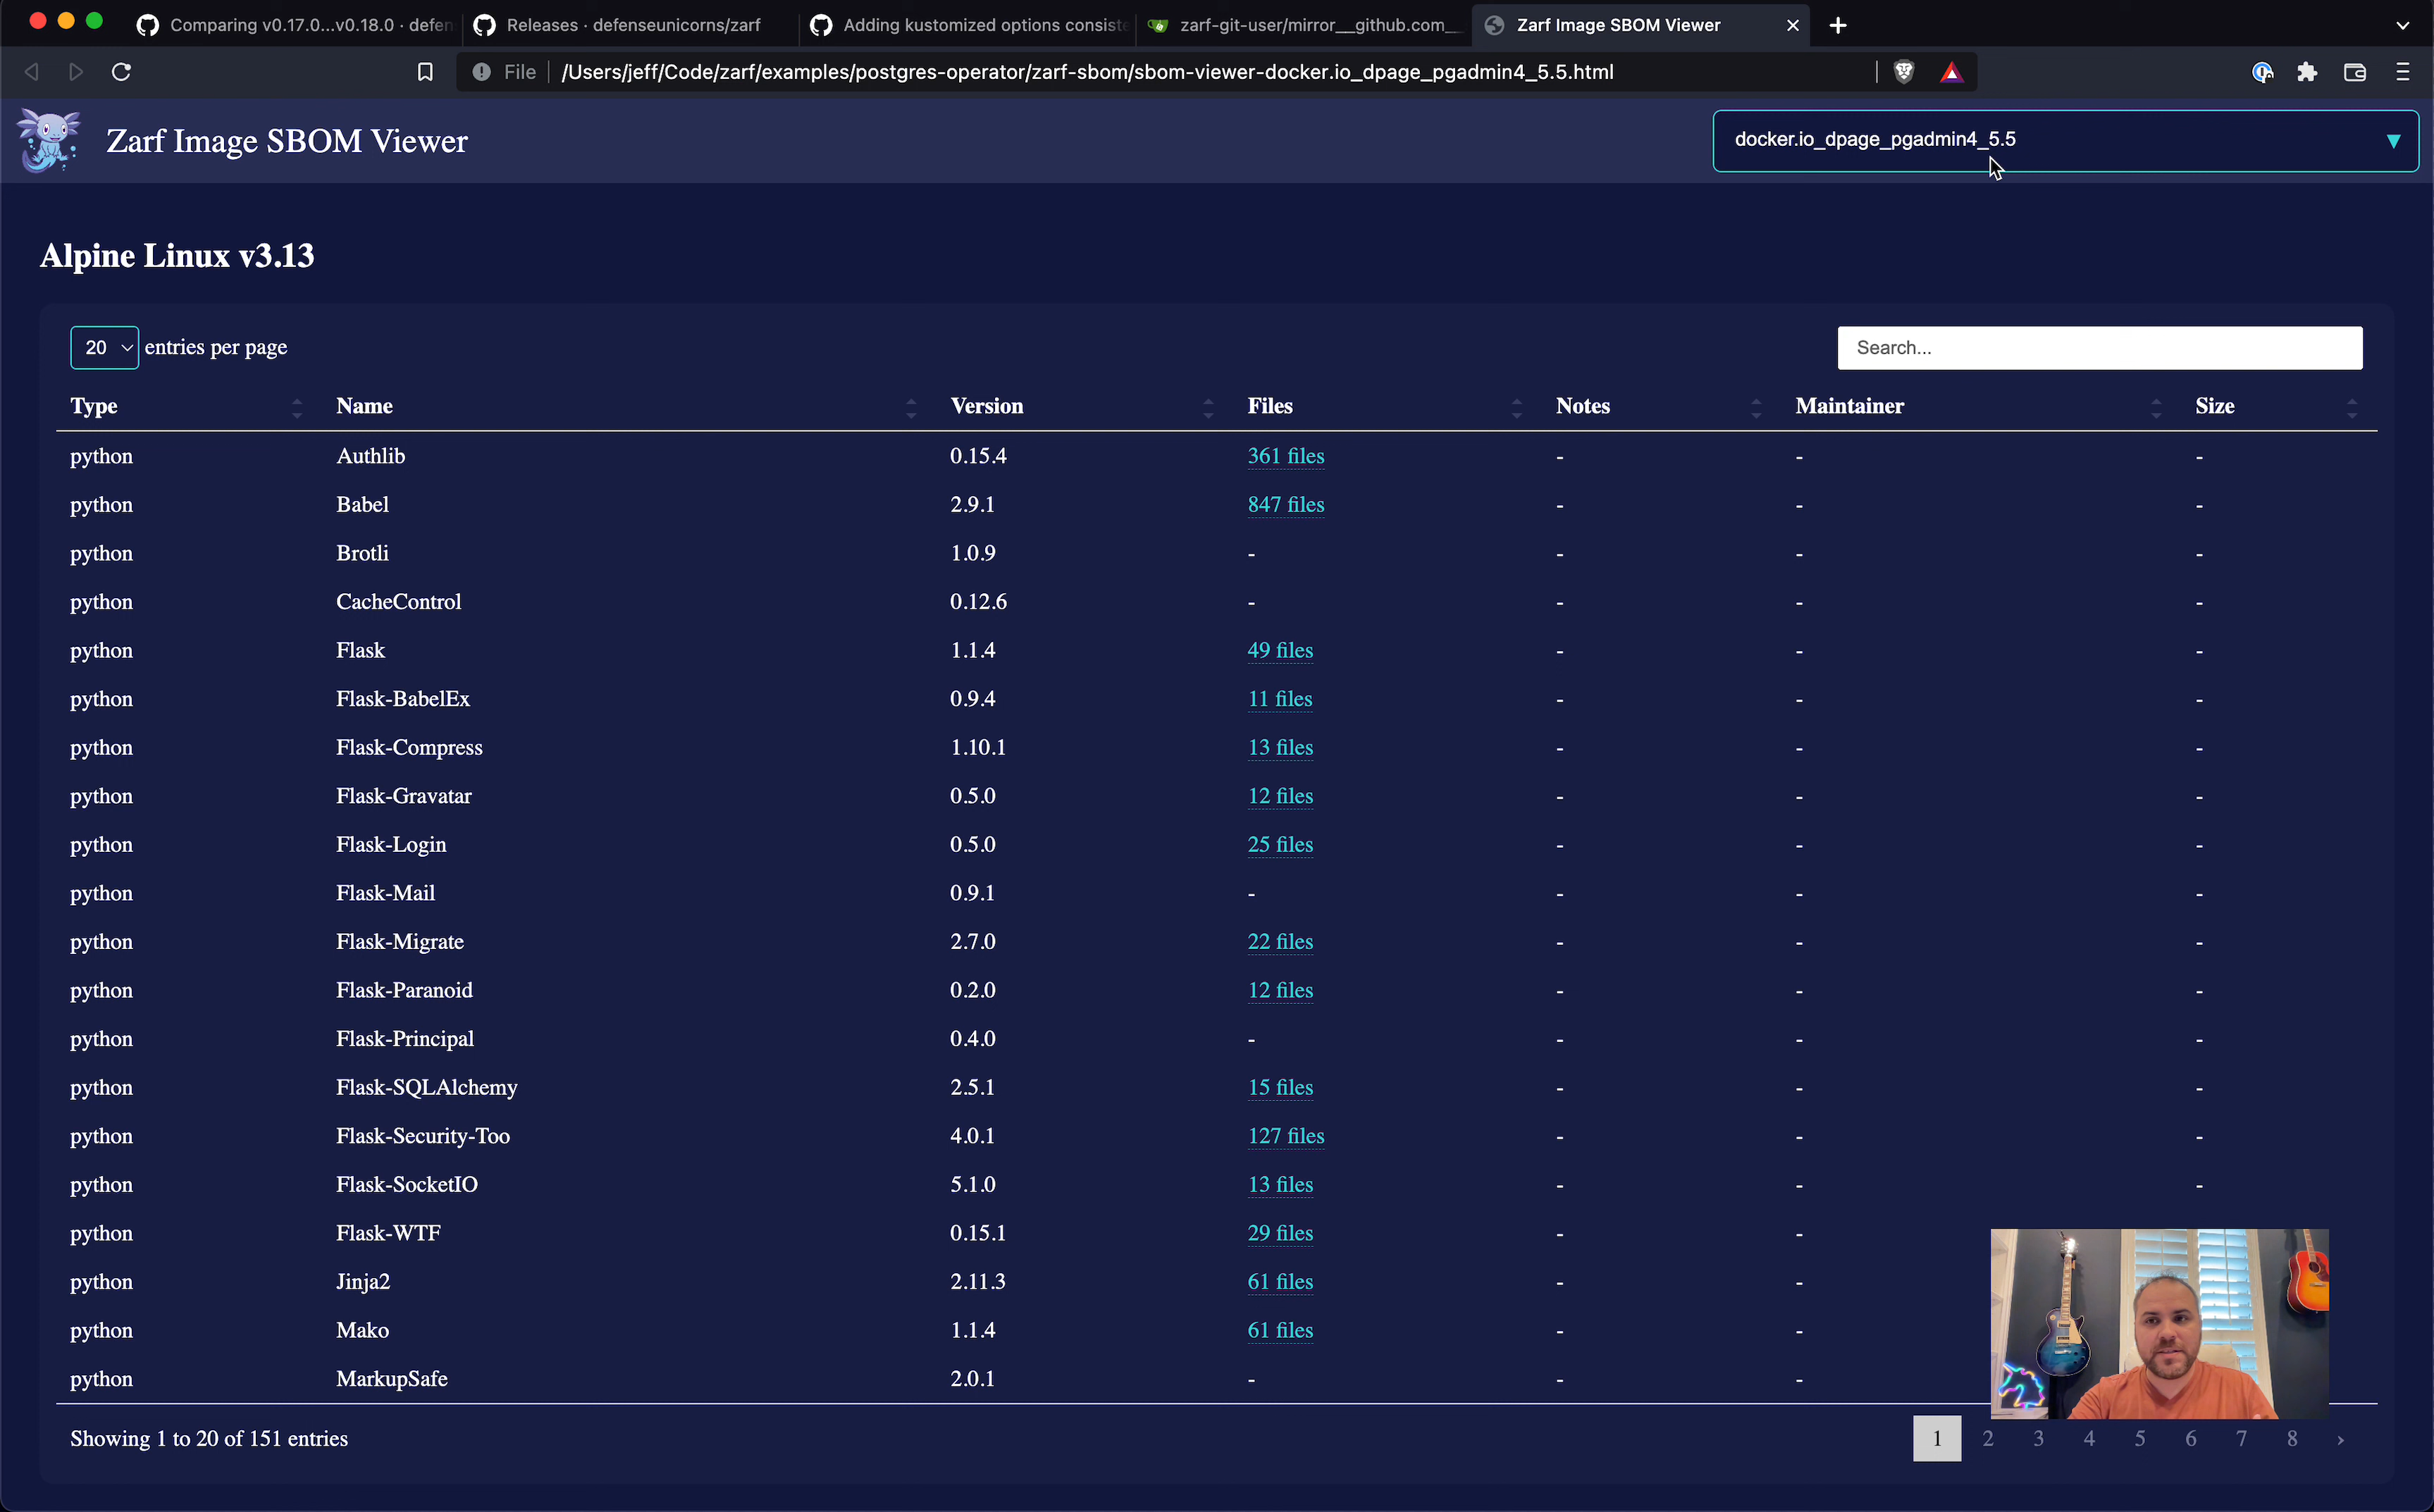 Comparing v0.17.0...v0.18.0 · defen
Releases · defenseunicorns/zarf
Adding kustomized options consiste
zarf-git-user/mirror__github.com__
Zarf Image SBOM Viewer
File
/Users/jeff/Code/zarf/examples/postgres-operator/zarf-sbom/sbom-viewer-docker.io_dpage_pgadmin4_5.5.html
Zarf Image SBOM Viewer
docker.io_dpage_pgadmin4_5.5
Alpine Linux v3.13
20 entries per page
Search...
Type Name Version Files Notes Maintainer Size
python Authlib 0.15.4 361 files - - -
python Babel 2.9.1 847 files - - -
python Brotli 1.0.9 - - - -
python CacheControl 0.12.6 - - - -
python Flask 1.1.4 49 files - - -
python Flask-BabelEx 0.9.4 11 files - - -
python Flask-Compress 1.10.1 13 files - - -
python Flask-Gravatar 0.5.0 12 files - - -
python Flask-Login 0.5.0 25 files - - -
python Flask-Mail 0.9.1 - - - -
python Flask-Migrate 2.7.0 22 files - - -
python Flask-Paranoid 0.2.0 12 files - - -
python Flask-Principal 0.4.0 - - - -
python Flask-SQLAlchemy 2.5.1 15 files - - -
python Flask-Security-Too 4.0.1 127 files - - -
python Flask-SocketIO 5.1.0 13 files - - -
python Flask-WTF 0.15.1 29 files - -
python Jinja2 2.11.3 61 files - -
python Mako 1.1.4 61 files - -
python MarkupSafe 2.0.1 - - -
Showing 1 to 20 of 151 entries
1 2 3 4 5 6 7 8 ›